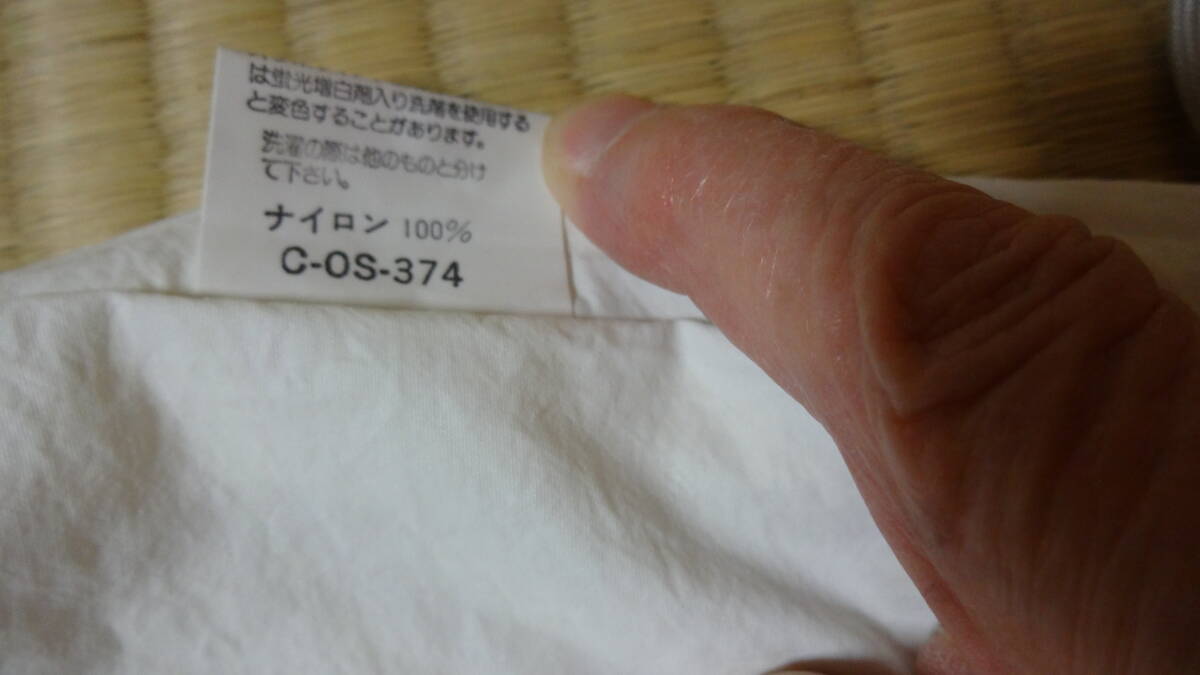 は蛍光増白剤入り洗剤を使用する
と変色することがあります。
洗濯の際は他のものと分け
て下さい。
ナイロン 100%
C-OS-374